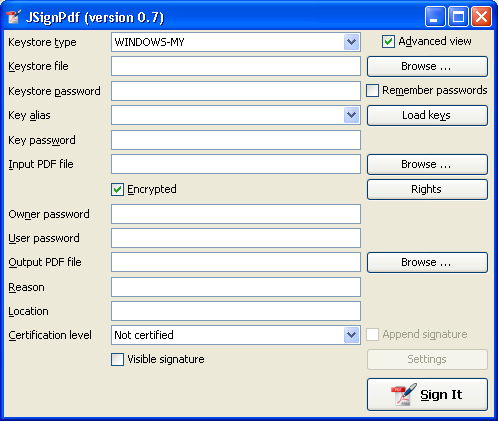 JSignPdf (version 0.7)
Keystore type WINDOWS-MY Advanced view
Keystore file Browse ...
Keystore password Remember passwords
Key alias Load keys
Key password
Input PDF file Browse ...
Encrypted Rights
Owner password
User password
Output PDF file Browse ...
Reason
Location
Certification level Not certified Append signature
Visible signature Settings
Sign It